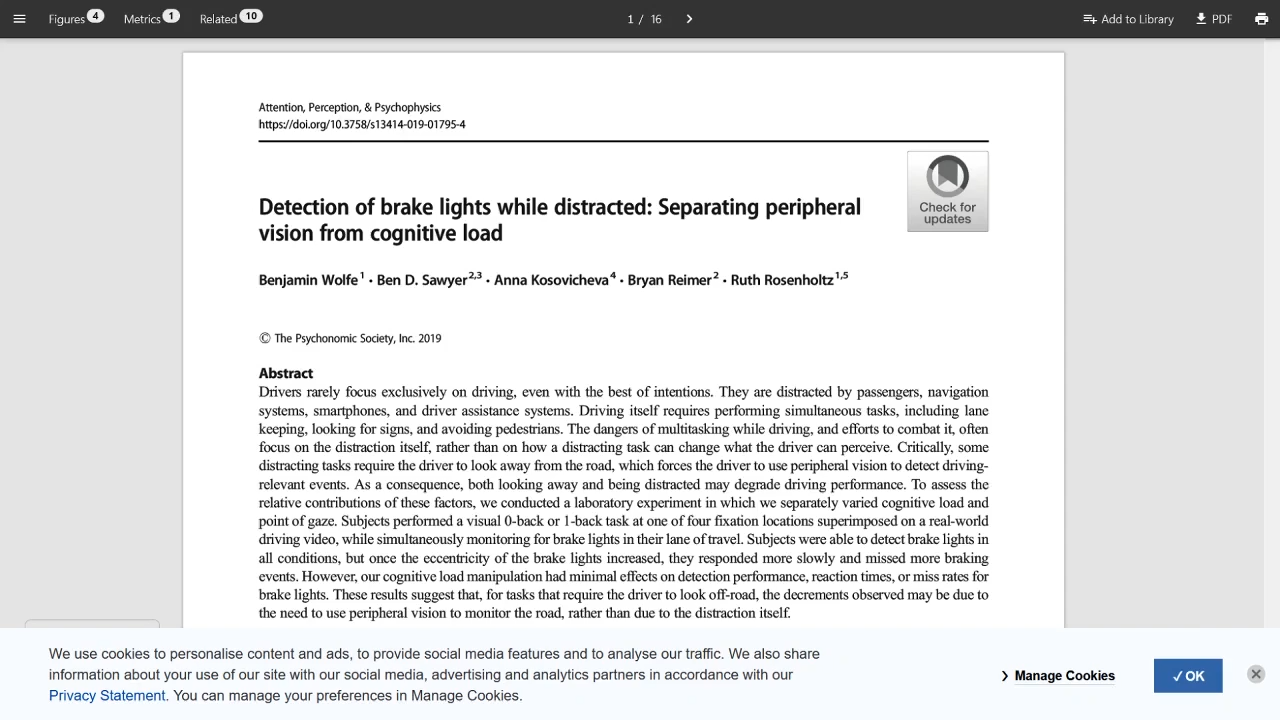 Figures 4 Metrics 1 Related 10 1 / 16 Add to Library PDF
Attention, Perception, & Psychophysics
https://doi.org/10.3758/s13414-019-01795-4
Check for
updates
Detection of brake lights while distracted: Separating peripheral
vision from cognitive load
Benjamin Wolfe 1 · Ben D. Sawyer 2,3 · Anna Kosovicheva 4 · Bryan Reimer 2 · Ruth Rosenholtz 1,5
© The Psychonomic Society, Inc. 2019
Abstract
Drivers rarely focus exclusively on driving, even with the best of intentions. They are distracted by passengers, navigation
systems, smartphones, and driver assistance systems. Driving itself requires performing simultaneous tasks, including lane
keeping, looking for signs, and avoiding pedestrians. The dangers of multitasking while driving, and efforts to combat it, often
focus on the distraction itself, rather than on how a distracting task can change what the driver can perceive. Critically, some
distracting tasks require the driver to look away from the road, which forces the driver to use peripheral vision to detect driving-
relevant events. As a consequence, both looking away and being distracted may degrade driving performance. To assess the
relative contributions of these factors, we conducted a laboratory experiment in which we separately varied cognitive load and
point of gaze. Subjects performed a visual 0-back or 1-back task at one of four fixation locations superimposed on a real-world
driving video, while simultaneously monitoring for brake lights in their lane of travel. Subjects were able to detect brake lights in
all conditions, but once the eccentricity of the brake lights increased, they responded more slowly and missed more braking
events. However, our cognitive load manipulation had minimal effects on detection performance, reaction times, or miss rates for
brake lights. These results suggest that, for tasks that require the driver to look off-road, the decrements observed may be due to
the need to use peripheral vision to monitor the road, rather than due to the distraction itself.
We use cookies to personalise content and ads, to provide social media features and to analyse our traffic. We also share
information about your use of our site with our social media, advertising and analytics partners in accordance with our
Privacy Statement. You can manage your preferences in Manage Cookies.
Manage Cookies
✓ OK